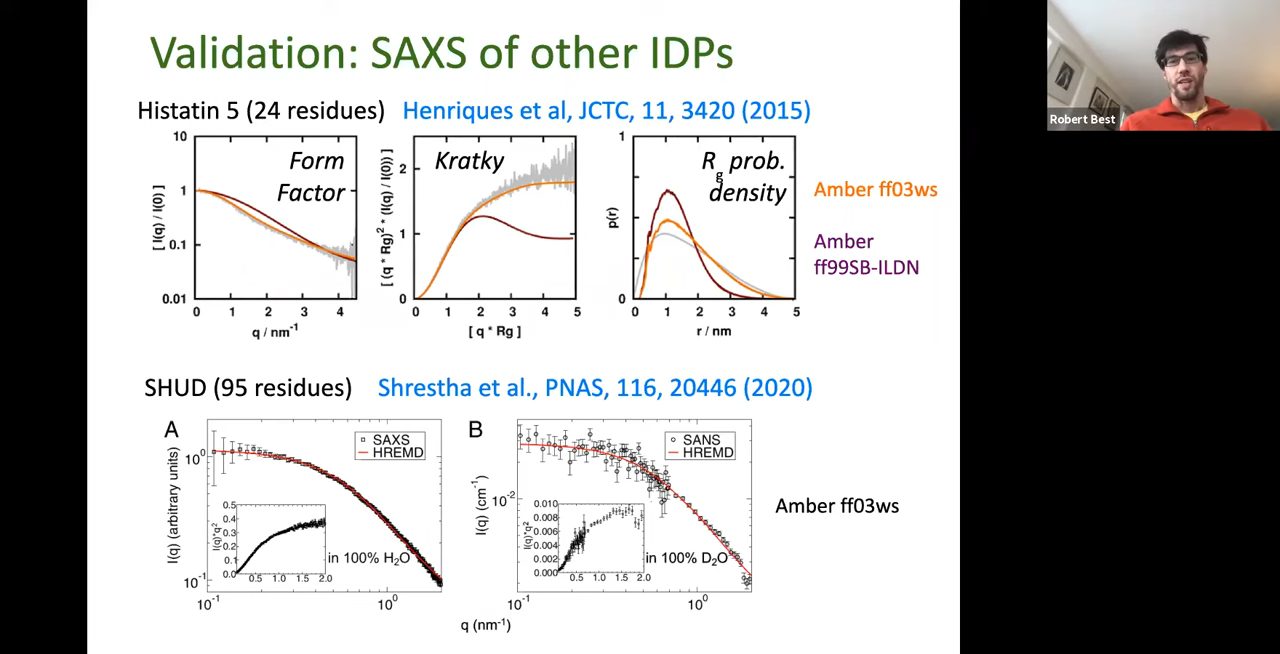 Validation: SAXS of other IDPs
Robert Best
Histatin 5 (24 residues) Henriques et al, JCTC, 11, 3420 (2015)
Form
Factor
[ I(q) / I(0) ]
10
1
0.1
0.01
0 1 2 3 4
q / nm⁻¹
Kratky
[ (q * Rg)² * (I(q) / I(0)) ]
2
1
0
0 1 2 3 4 5
[ q * Rg ]
Rg prob.
density
p(r)
1
0
0 1 2 3 4 5
r / nm
Amber ff03ws
Amber
ff99SB-ILDN
SHUD (95 residues) Shrestha et al., PNAS, 116, 20446 (2020)
A
I(q) (arbitrary units)
10⁰
10⁻¹
SAXS
HREMD
I(q)*q²
0.5
0.4
0.3
0.2
0.1
0.0
0.5 1.0 1.5 2.0
in 100% H₂O
10⁻¹ 10⁰
B
I(q) (cm⁻¹)
10⁻²
SANS
HREMD
I(q)*q²
0.010
0.008
0.006
0.004
0.002
0.000
0.5 1.0 1.5 2.0
in 100% D₂O
10⁻¹ 10⁰
q (nm⁻¹)
Amber ff03ws